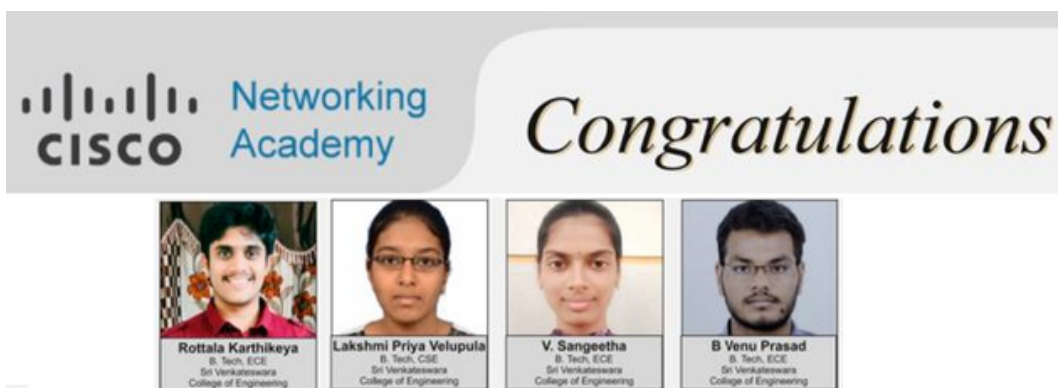 CISCO
Networking
Academy
Congratulations
Rottala Karthikeya
B. Tech, ECE
Sri Venkateswara
College of Engineering
Lakshmi Priya Velupula
B. Tech, CSE
Sri Venkateswara
College of Engineering
V. Sangeetha
B. Tech, ECE
Sri Venkateswara
College of Engineering
B Venu Prasad
B. Tech, ECE
Sri Venkateswara
College of Engineering